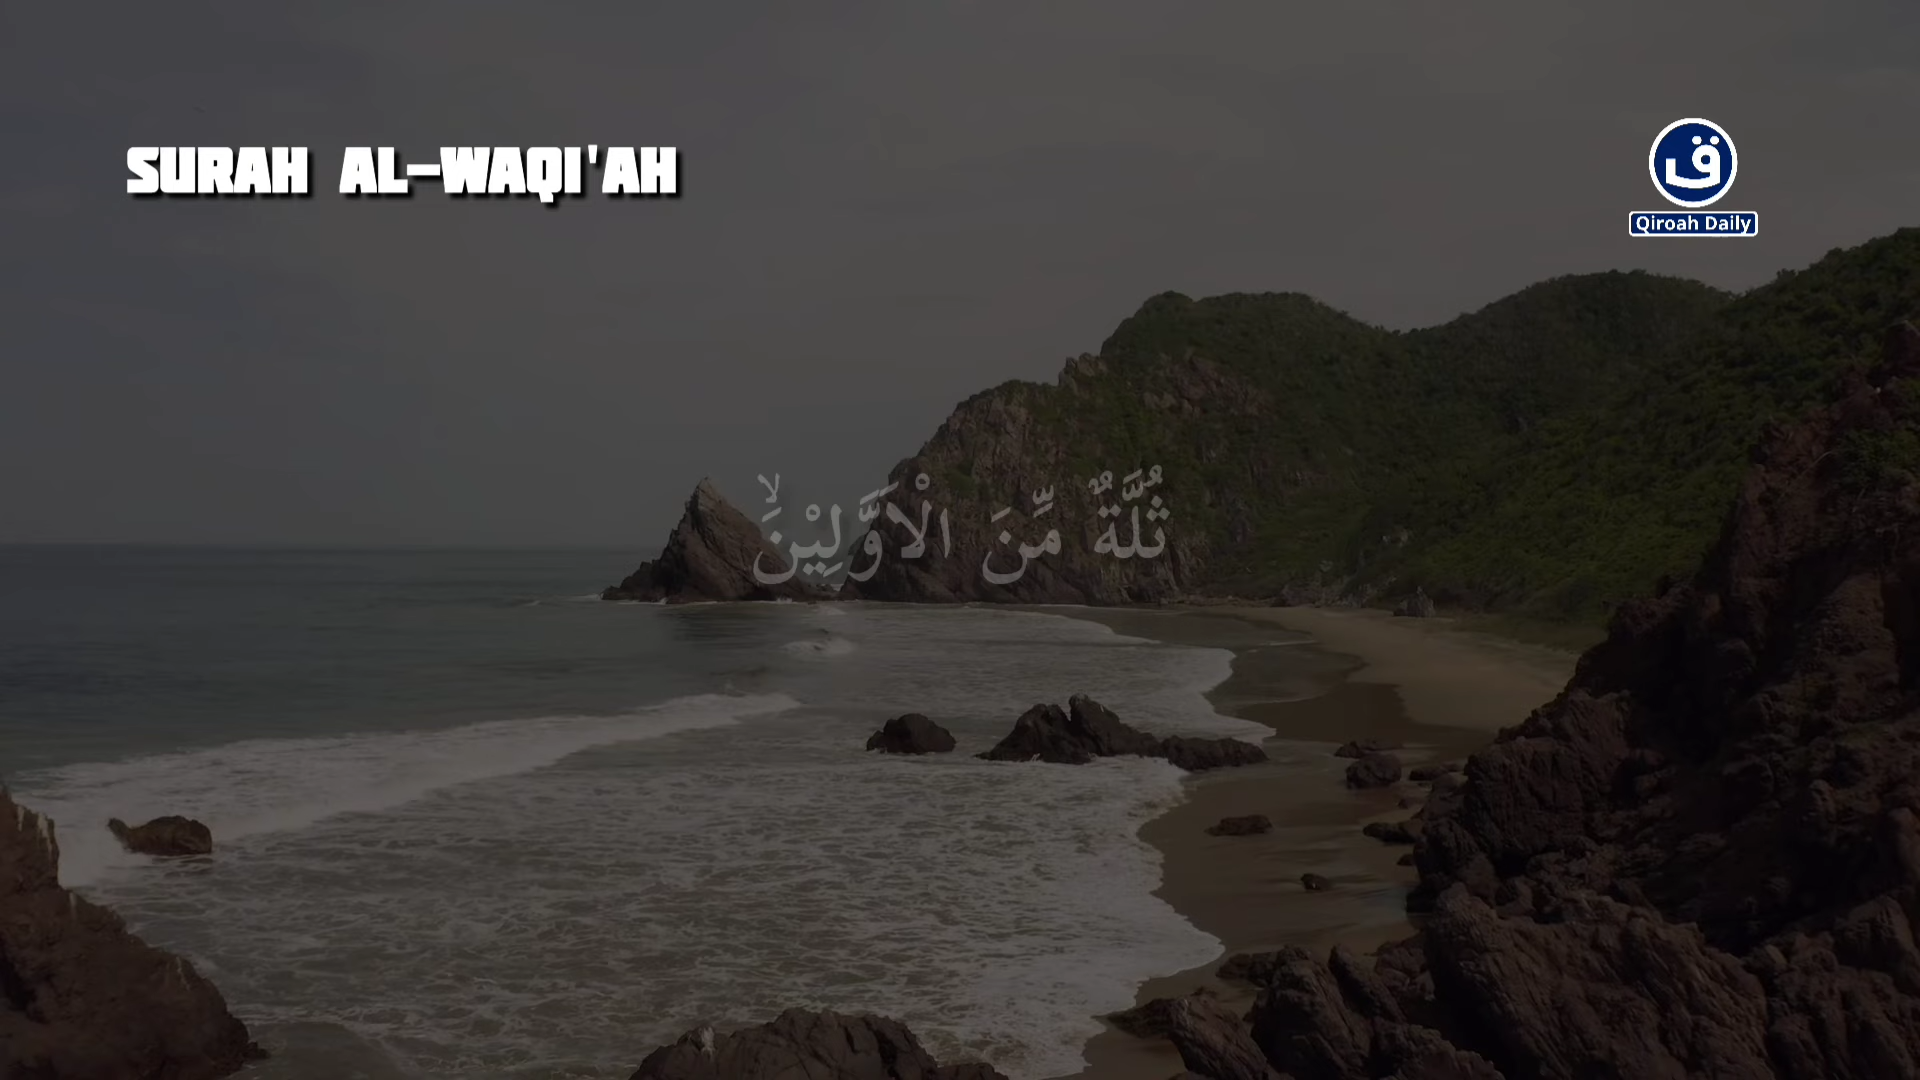 SURAH AL-WAQI'AH
ق
Qiroah Daily
ثُلَّةٌ مِّنَ الْاَوَّلِيْنَۙ